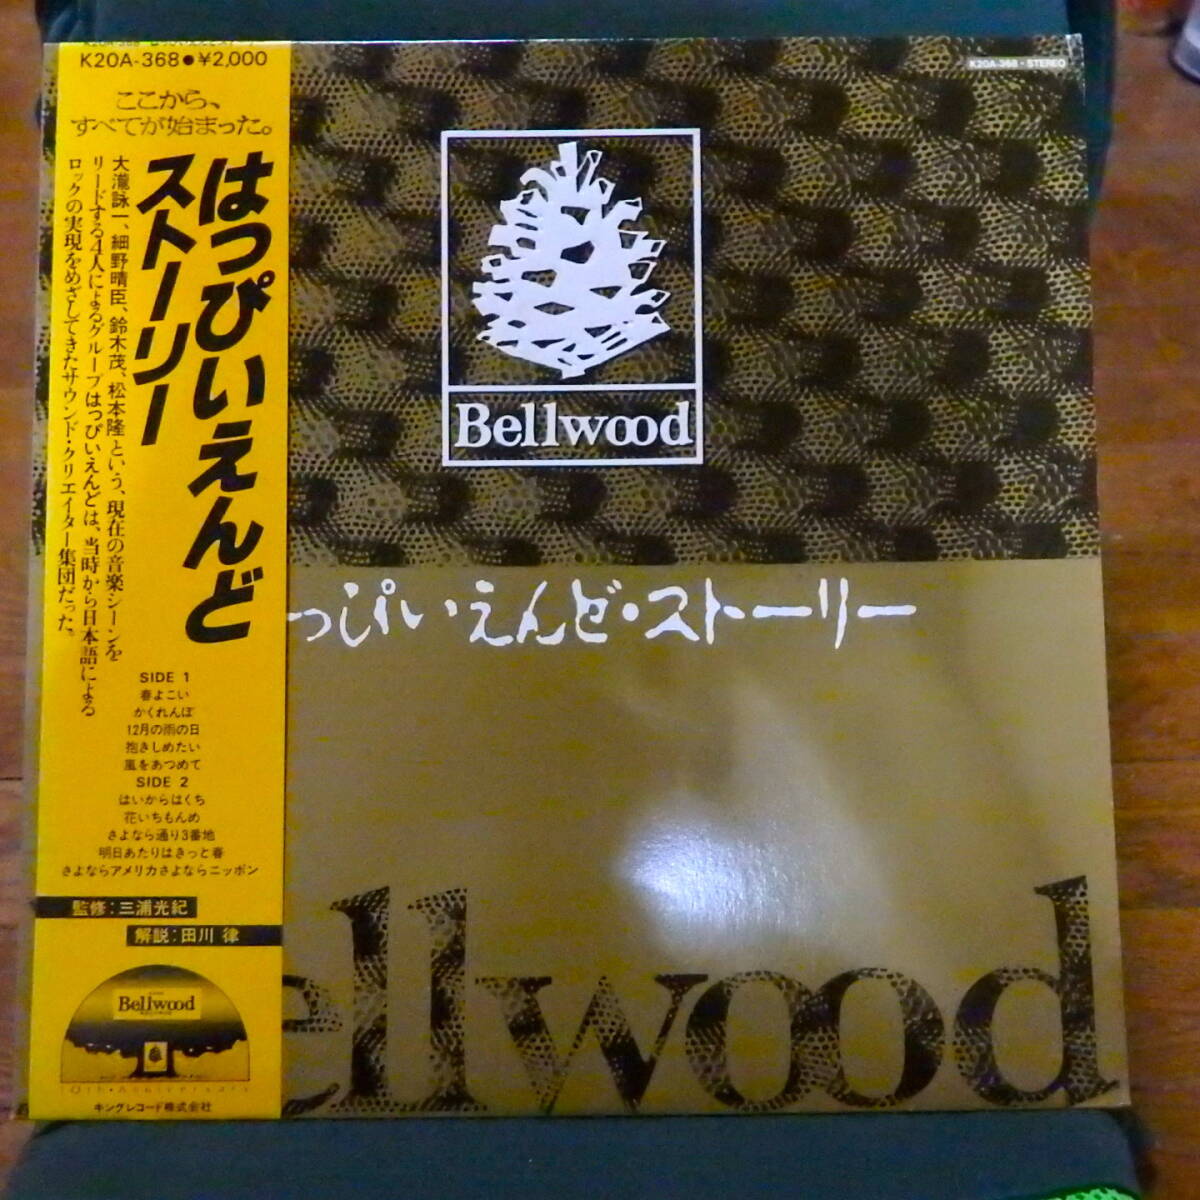 K20A-368●¥2,000
ここから、
すべてが始まった。
はっぴいえんど
ストーリー
大瀧詠一、細野晴臣、鈴木茂、松本隆という、現在の音楽シーンを
リードする4人によるグループはっぴいえんどは、当時から日本語による
ロックの実現をめざしてきたサウンド・クリエイター集団だった。
SIDE 1
春よこい
かくれんぼ
12月の雨の日
抱きしめたい
風をあつめて
SIDE 2
はいからはくち
花いちもんめ
さよなら通り3番地
明日あたりはきっと春
さよならアメリカさよならニッポン
監修:三浦光紀
解説:田川 律
Bellwood
10th・Anniversary
キングレコード株式会社
K20A-368・STEREO
Bellwood
っぴいえんど・ストーリー
ellwood